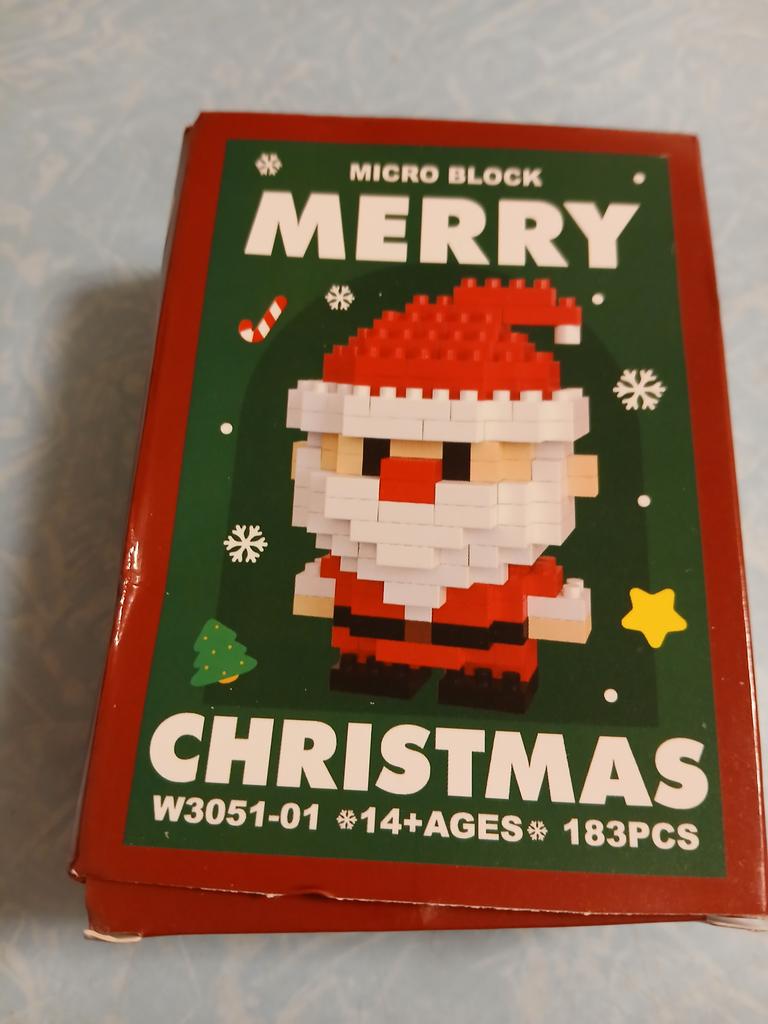 MICRO BLOCK
MERRY
CHRISTMAS
W3051-01 14+AGES 183PCS